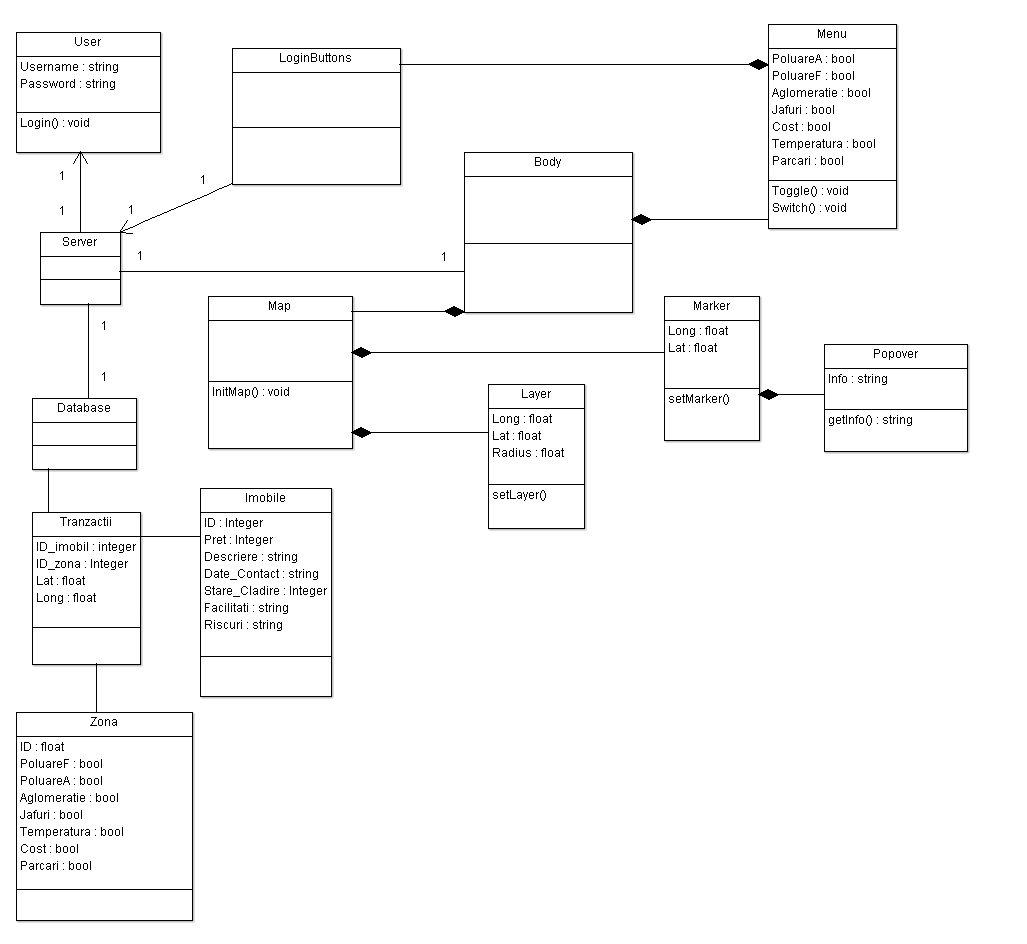 User
Username : string
Password : string
Login() : void
LoginButtons
Menu
PoluareA : bool
PoluareF : bool
Aglomeratie : bool
Jafuri : bool
Cost : bool
Temperatura : bool
Parcari : bool
Toggle() : void
Switch() : void
Body
1
1
1
1
Server
1
1
Map
InitMap() : void
Marker
Long : float
Lat : float
setMarker()
Popover
Info : string
getInfo() : string
Layer
Long : float
Lat : float
Radius : float
setLayer()
1
1
Database
Tranzactii
ID_imobil : integer
ID_zona : Integer
Lat : float
Long : float
Imobile
ID : Integer
Pret : Integer
Descriere : string
Date_Contact : string
Stare_Cladire : Integer
Facilitati : string
Riscuri : string
Zona
ID : float
PoluareF : bool
PoluareA : bool
Aglomeratie : bool
Jafuri : bool
Temperatura : bool
Cost : bool
Parcari : bool